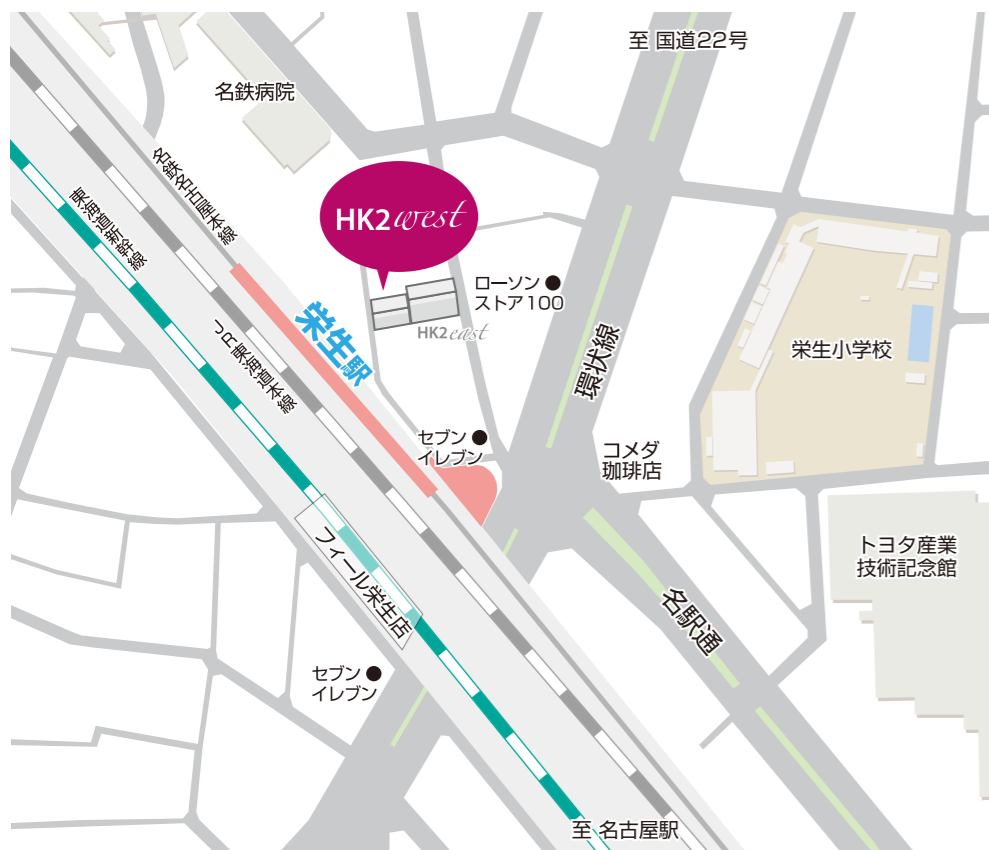 至 国道22号
名鉄病院
名鉄名古屋本線
東海道新幹線
HK2 west
ローソン
ストア100
HK2 east
栄生駅
JR東海道本線
環状線
栄生小学校
セブン
イレブン
コメダ
珈琲店
トヨタ産業
技術記念館
フィール栄生店
名駅通
セブン
イレブン
至 名古屋駅